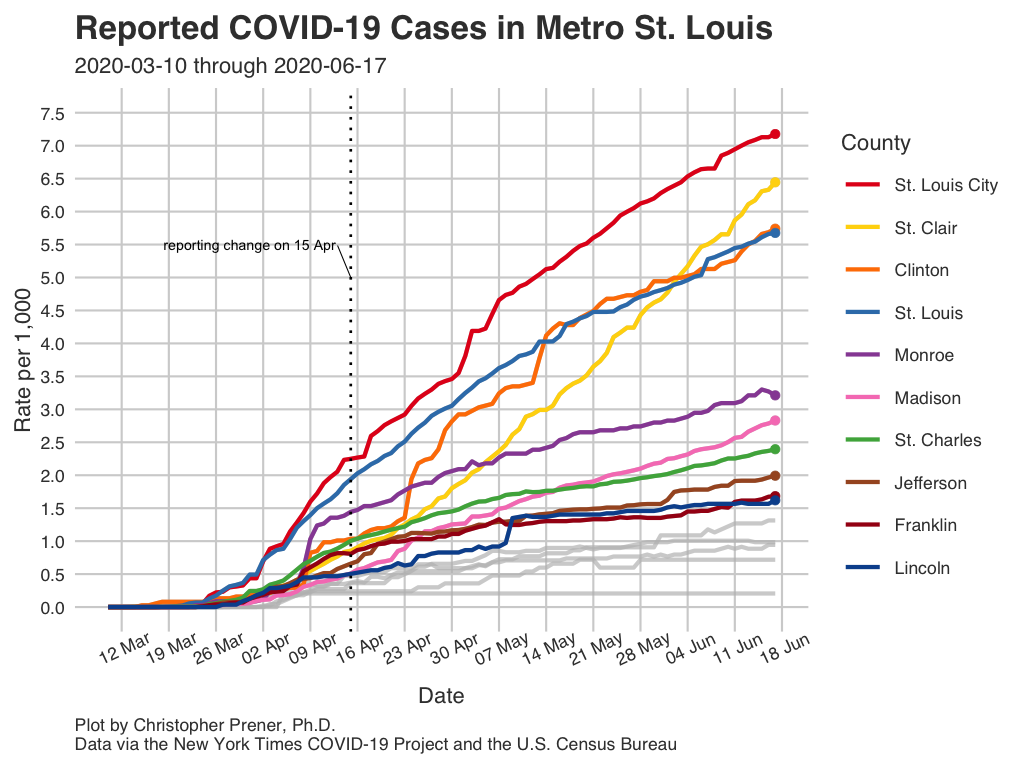 Reported COVID-19 Cases in Metro St. Louis
2020-03-10 through 2020-06-17
7.5
7.0
6.5
6.0
5.5
5.0
4.5
4.0
3.5
3.0
2.5
2.0
1.5
1.0
0.5
0.0
Rate per 1,000
reporting change on 15 Apr
12 Mar
19 Mar
26 Mar
02 Apr
09 Apr
16 Apr
23 Apr
30 Apr
07 May
14 May
21 May
28 May
04 Jun
11 Jun
18 Jun
Date
County
St. Louis City
St. Clair
Clinton
St. Louis
Monroe
Madison
St. Charles
Jefferson
Franklin
Lincoln
Plot by Christopher Prener, Ph.D.
Data via the New York Times COVID-19 Project and the U.S. Census Bureau